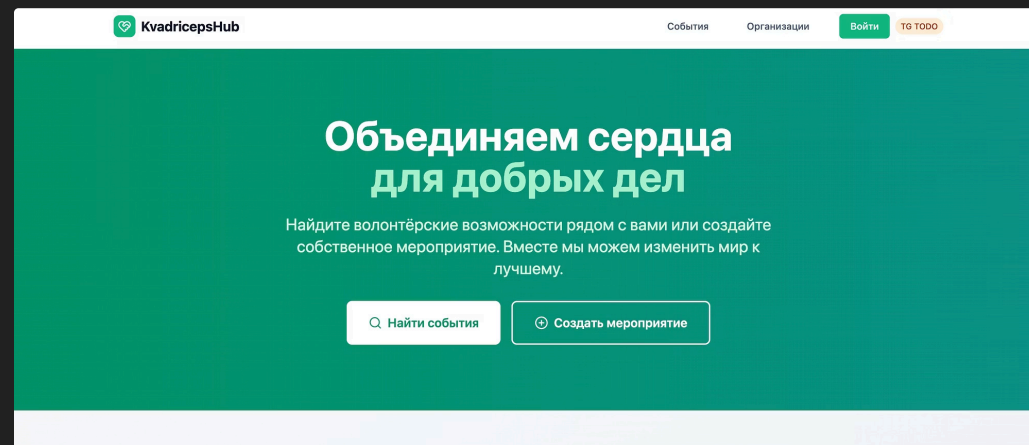 KvadricepsHub
События
Организации
Войти
TG TODO
Объединяем сердца
для добрых дел
Найдите волонтёрские возможности рядом с вами или создайте
собственное мероприятие. Вместе мы можем изменить мир к
лучшему.
Найти события
Создать мероприятие